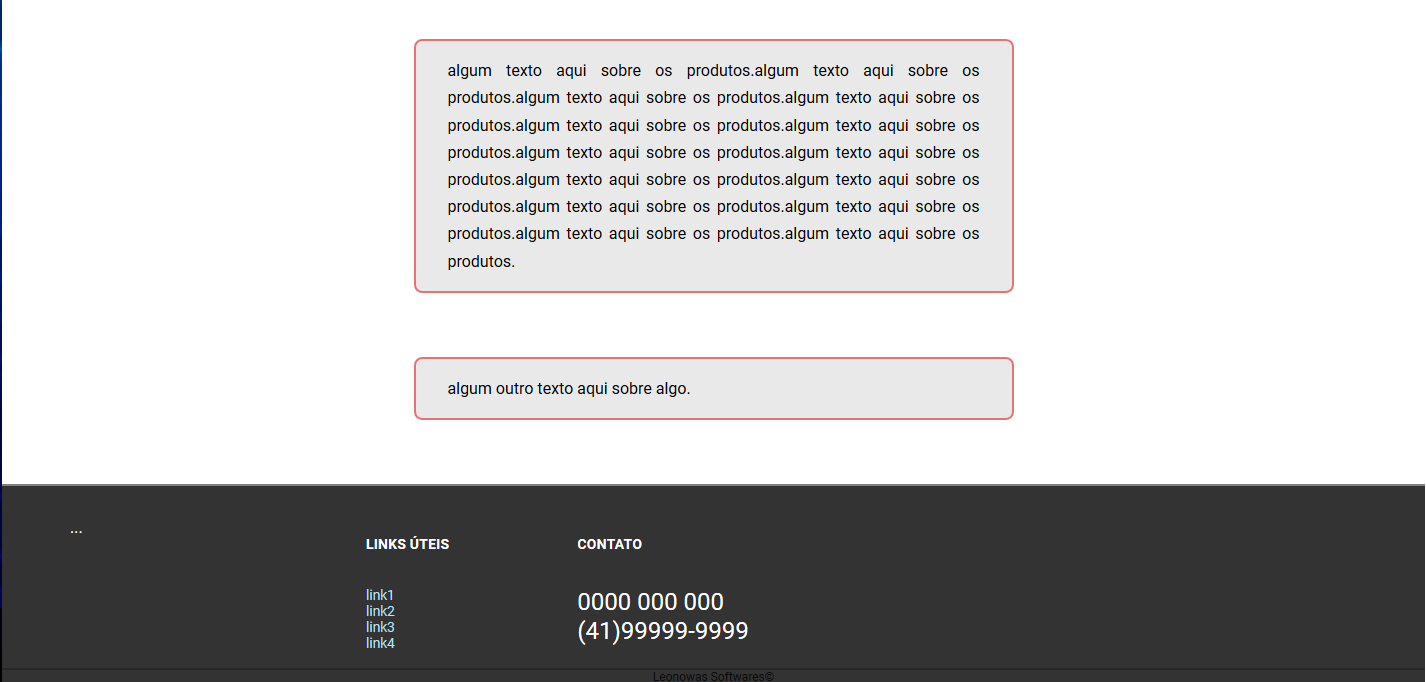 algum texto aqui sobre os produtos.algum texto aqui sobre os
produtos.algum texto aqui sobre os produtos.algum texto aqui sobre os
produtos.algum texto aqui sobre os produtos.algum texto aqui sobre os
produtos.algum texto aqui sobre os produtos.algum texto aqui sobre os
produtos.algum texto aqui sobre os produtos.algum texto aqui sobre os
produtos.algum texto aqui sobre os produtos.algum texto aqui sobre os
produtos.algum texto aqui sobre os produtos.algum texto aqui sobre os
produtos.
algum outro texto aqui sobre algo.
...
LINKS ÚTEIS
link1
link2
link3
link4
CONTATO
0000 000 000
(41)99999-9999
Leonowas Softwares©